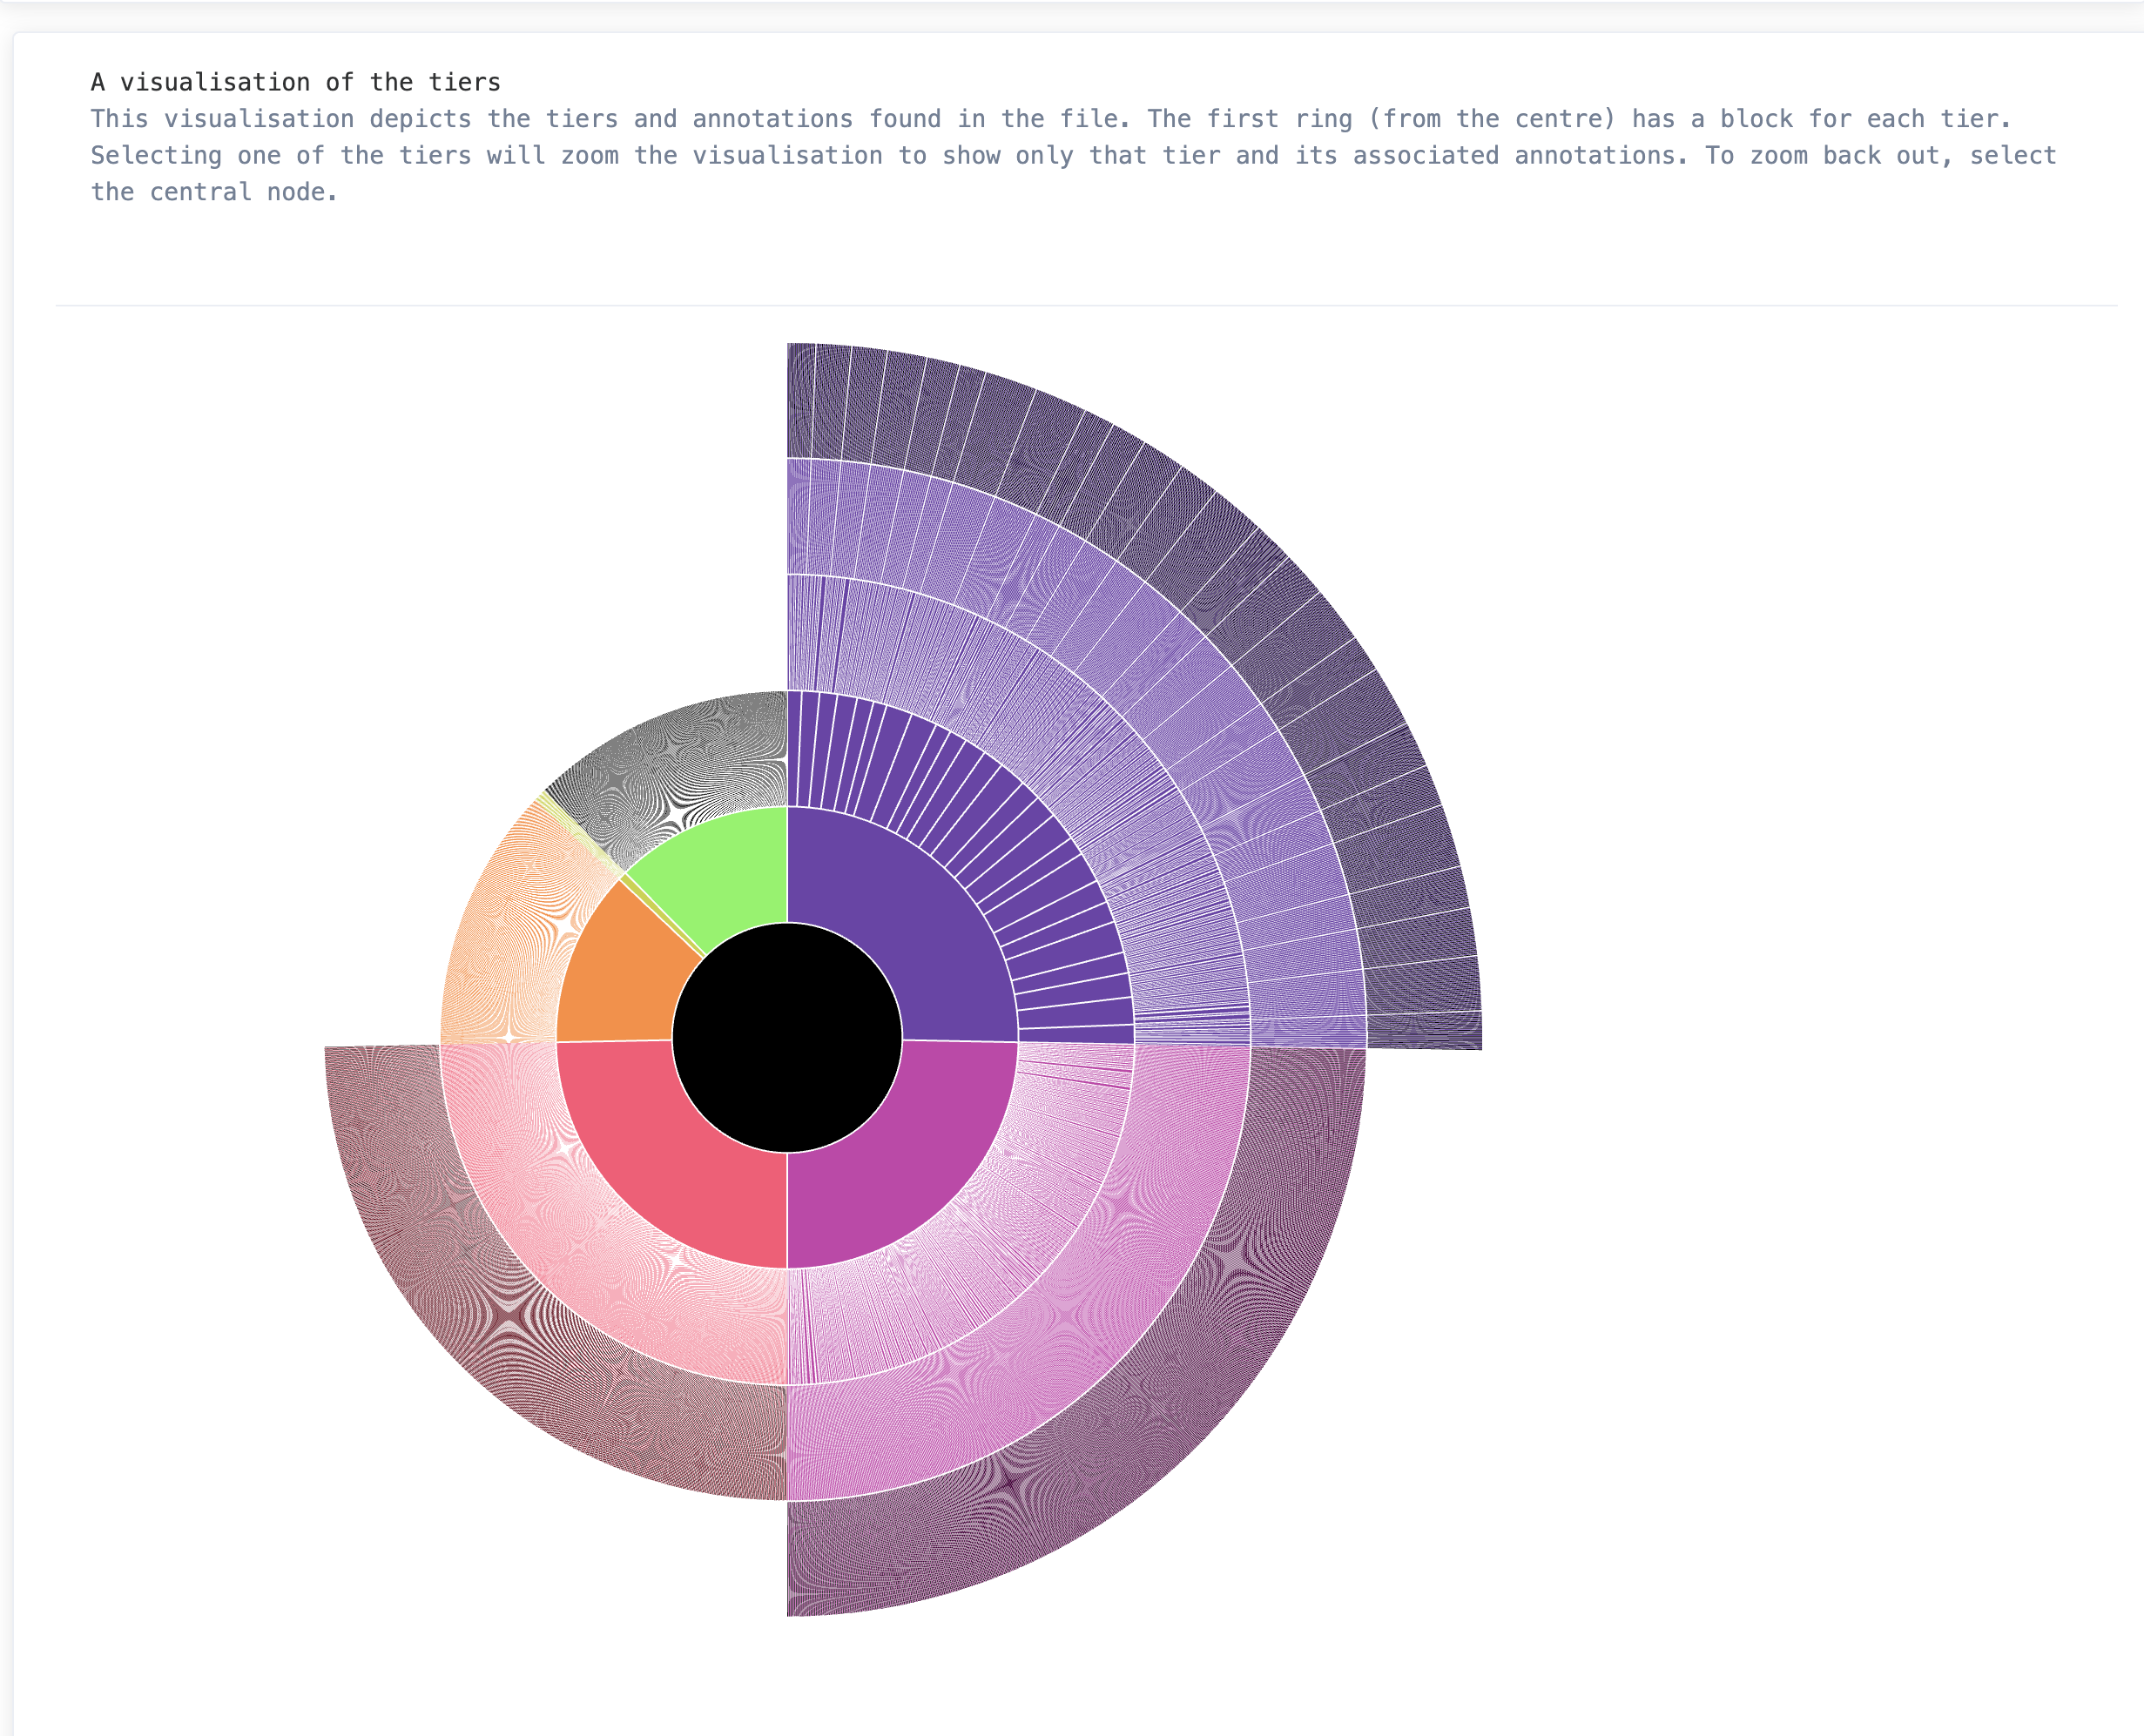 A visualisation of the tiers
This visualisation depicts the tiers and annotations found in the file. The first ring (from the centre) has a block for each tier.
Selecting one of the tiers will zoom the visualisation to show only that tier and its associated annotations. To zoom back out, select
the central node.